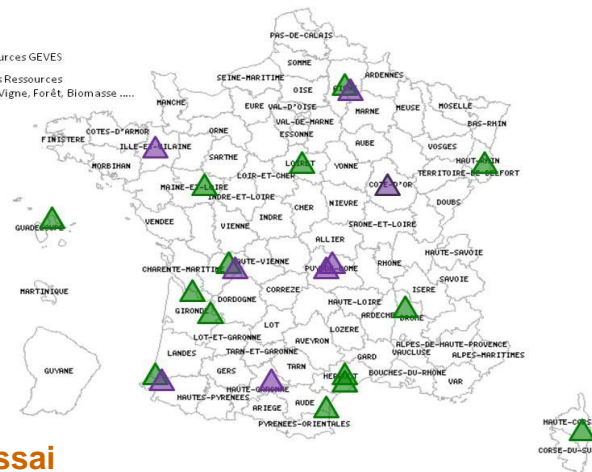 urces GEVES
s Ressources
Vigne, Forêt, Biomasse .....
PAS-DE-CALAIS
SOMME
SEINE-MARITIME
ARDENNES
OISE
MANCHE
EURE
VAL-D'OISE
MARNE
MEUSE
MOSELLE
VAL-DE-MARNE
BAS-RHIN
ESSONNE
COTES-D'ARMOR
ORNE
FINISTERE
ILLE-ET-VILAINE
AUBE
VOSGES
MORBIHAN
SARTHE
LOIRET
YONNE
HAUT-RHIN
LOIR-ET-CHER
TERRITOIRE-DE-BELFORT
MAINE-ET-LOIRE
COTE-D'OR
INDRE-ET-LOIRE
CHER
NIEVRE
DOUBS
VENDEE
INDRE
SAONE-ET-LOIRE
GUADELOUPE
VIENNE
ALLIER
HAUTE-SAVOIE
CHARENTE-MARITIME
HAUTE-VIENNE
PUY-DE-DOME
RHONE
SAVOIE
MARTINIQUE
CORREZE
ISERE
DORDOGNE
HAUTE-LOIRE
GIRONDE
ARDECHE
DROME
LOT
LOZERE
LOT-ET-GARONNE
AVEYRON
ALPES-DE-HAUTE-PROVENCE
LANDES
TARN-ET-GARONNE
GARD
VAUCLUSE
ALPES-MARITIMES
GUYANE
GERS
TARN
HERAULT
BOUCHES-DU-RHONE
VAR
HAUTE-GARONNE
HAUTES-PYRENEES
AUDE
ARIEGE
PYRENEES-ORIENTALES
HAUTE-CORS
CORSE-DU-SU
ssai